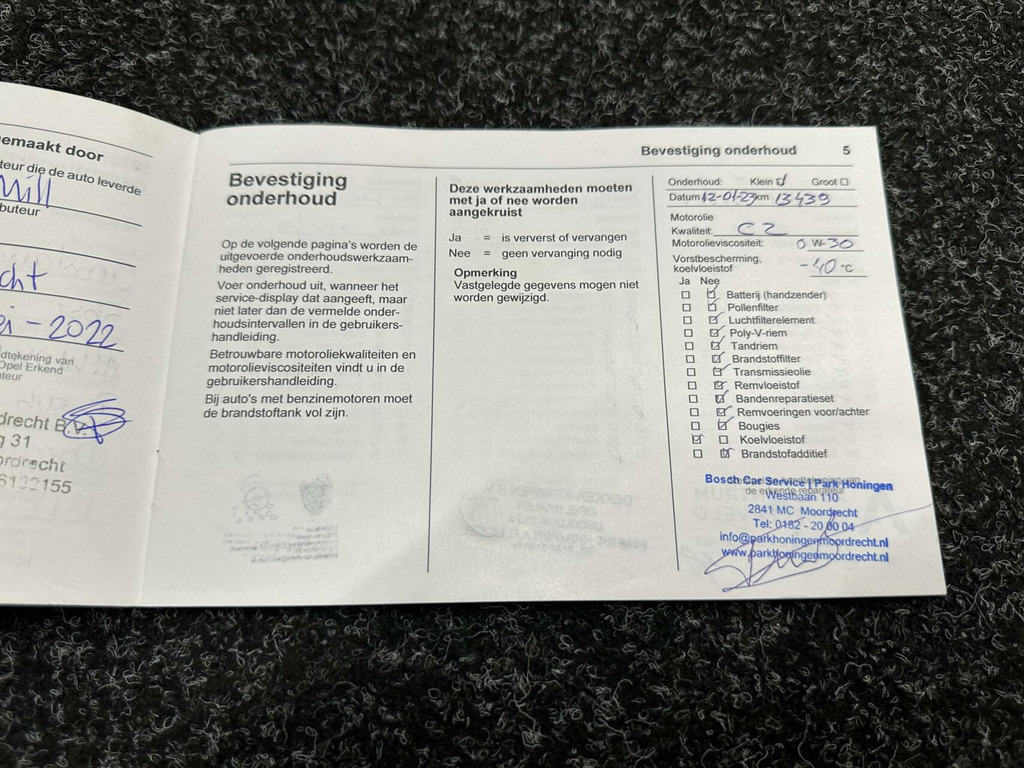 emaakt door
teur die de auto leverde
Mill
buteur
cht
ei - 2022
dtekening van
Opel Erkend
teur
drecht B.V.
g 31
ordrecht
6132155
Bevestiging onderhoud 5
Bevestiging
onderhoud
Op de volgende pagina's worden de
uitgevoerde onderhoudswerkzaam-
heden geregistreerd.
Voer onderhoud uit, wanneer het
service-display dat aangeeft, maar
niet later dan de vermelde onder-
houdsintervallen in de gebruikers-
handleiding.
Betrouwbare motoroliekwaliteiten en
motorolieviscositeiten vindt u in de
gebruikershandleiding.
Bij auto's met benzinemotoren moet
de brandstoftank vol zijn.
Deze werkzaamheden moeten
met ja of nee worden
aangekruist
Ja = is ververst of vervangen
Nee = geen vervanging nodig
Opmerking
Vastgelegde gegevens mogen niet
worden gewijzigd.
Onderhoud: Klein Groot
Datum 12-01-23 km 13439
Motorolie
Kwaliteit: C2
Motorolieviscositeit: 0 W-30
Vorstbescherming,
koelvloeistof -40 °C
Ja Nee
Batterij (handzender)
Pollenfilter
Luchtfilterelement
Poly-V-riem
Tandriem
Brandstoffilter
Transmissieolie
Remvloeistof
Bandenreparatieset
Remvoeringen voor/achter
Bougies
Koelvloeistof
Brandstofadditief
Bosch Car Service | Park Honingen
de erkende reparateur
Westbaan 110
2841 MC Moordrecht
Tel: 0182 - 20 00 04
info@parkhoningenmoordrecht.nl
www.parkhoningenmoordrecht.nl